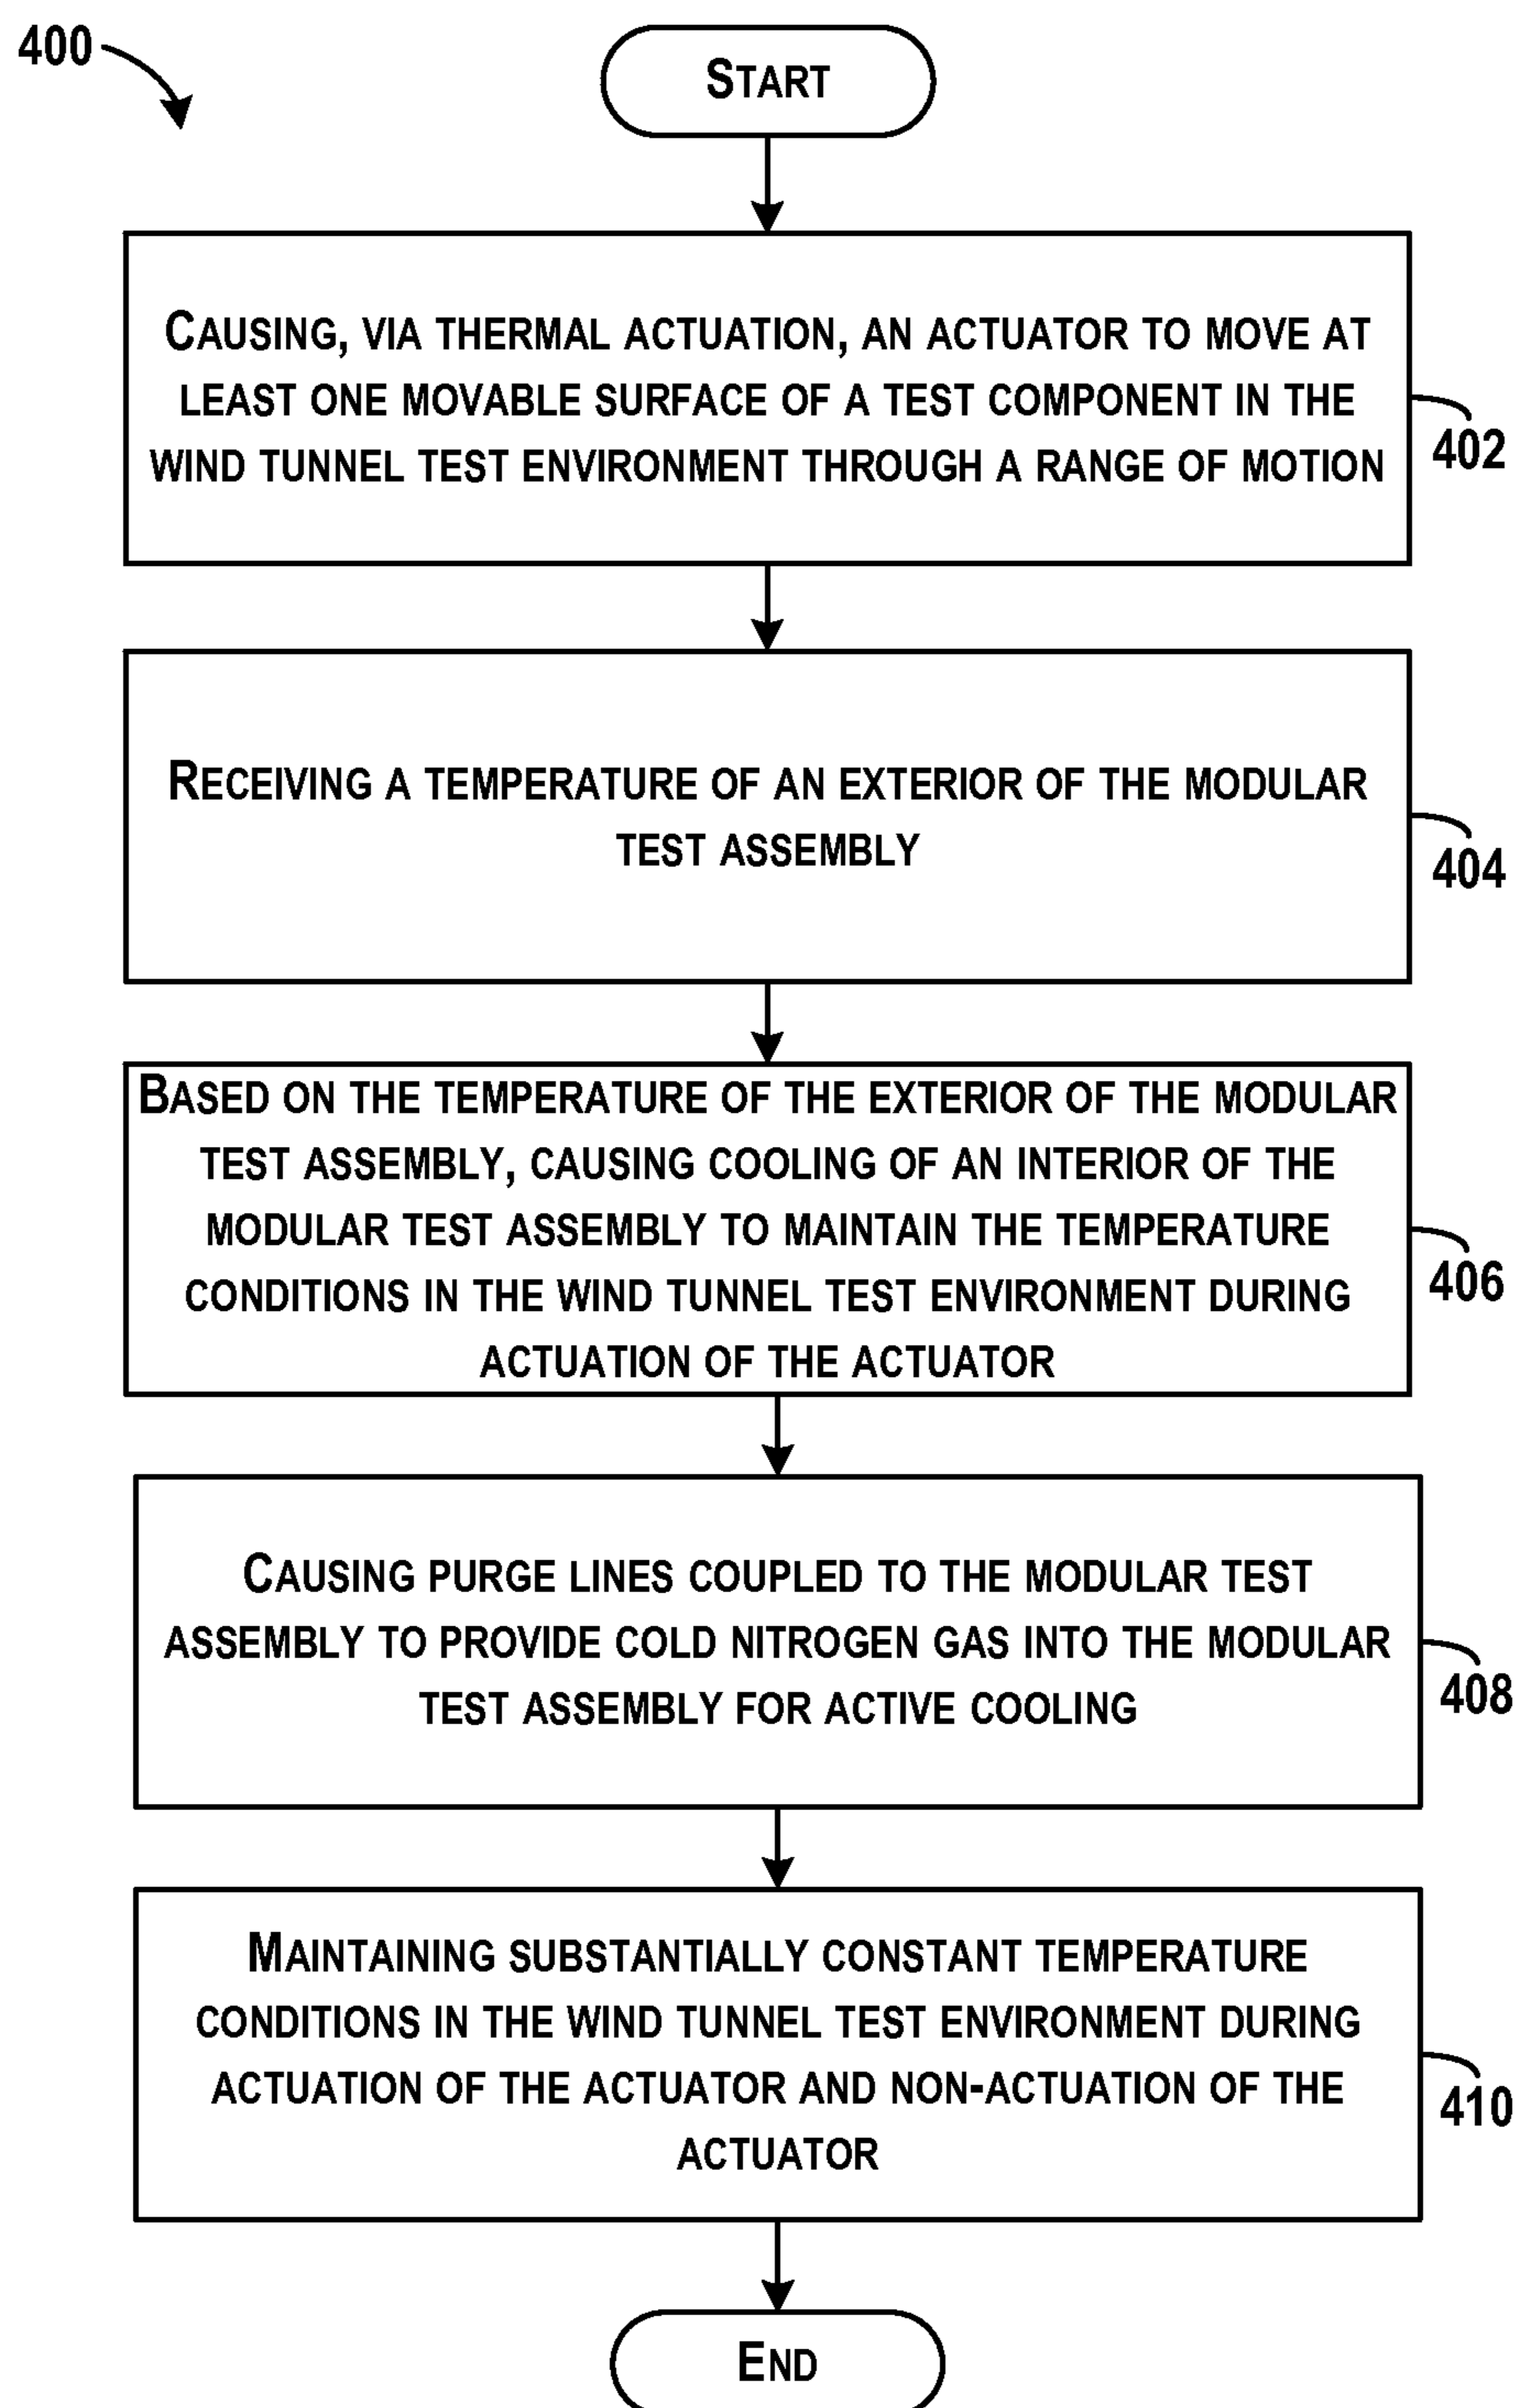 400
START
CAUSING, VIA THERMAL ACTUATION, AN ACTUATOR TO MOVE AT
LEAST ONE MOVABLE SURFACE OF A TEST COMPONENT IN THE
WIND TUNNEL TEST ENVIRONMENT THROUGH A RANGE OF MOTION
402
RECEIVING A TEMPERATURE OF AN EXTERIOR OF THE MODULAR
TEST ASSEMBLY
404
BASED ON THE TEMPERATURE OF THE EXTERIOR OF THE MODULAR
TEST ASSEMBLY, CAUSING COOLING OF AN INTERIOR OF THE
MODULAR TEST ASSEMBLY TO MAINTAIN THE TEMPERATURE
CONDITIONS IN THE WIND TUNNEL TEST ENVIRONMENT DURING
ACTUATION OF THE ACTUATOR
406
CAUSING PURGE LINES COUPLED TO THE MODULAR TEST
ASSEMBLY TO PROVIDE COLD NITROGEN GAS INTO THE MODULAR
TEST ASSEMBLY FOR ACTIVE COOLING
408
MAINTAINING SUBSTANTIALLY CONSTANT TEMPERATURE
CONDITIONS IN THE WIND TUNNEL TEST ENVIRONMENT DURING
ACTUATION OF THE ACTUATOR AND NON-ACTUATION OF THE
ACTUATOR
410
END